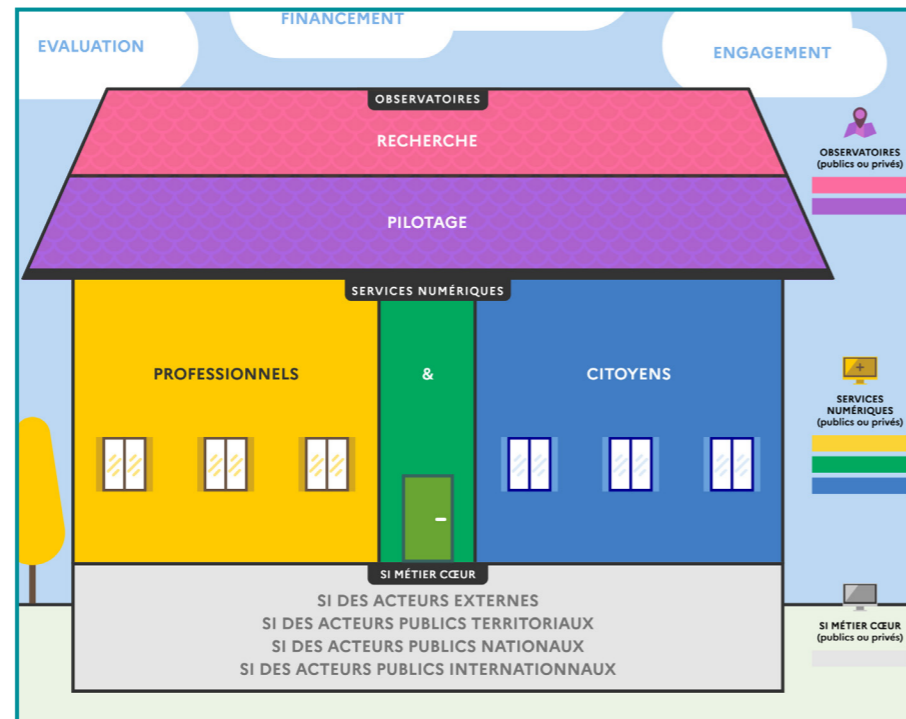 FINANCEMENT
EVALUATION
ENGAGEMENT
OBSERVATOIRES
RECHERCHE
PILOTAGE
SERVICES NUMÉRIQUES
PROFESSIONNELS & CITOYENS
SI MÉTIER CŒUR
SI DES ACTEURS EXTERNES
SI DES ACTEURS PUBLICS TERRITORIAUX
SI DES ACTEURS PUBLICS NATIONAUX
SI DES ACTEURS PUBLICS INTERNATIONNAUX
OBSERVATOIRES
(publics ou privés)
SERVICES
NUMÉRIQUES
(publics ou privés)
SI MÉTIER CŒUR
(publics ou privés)